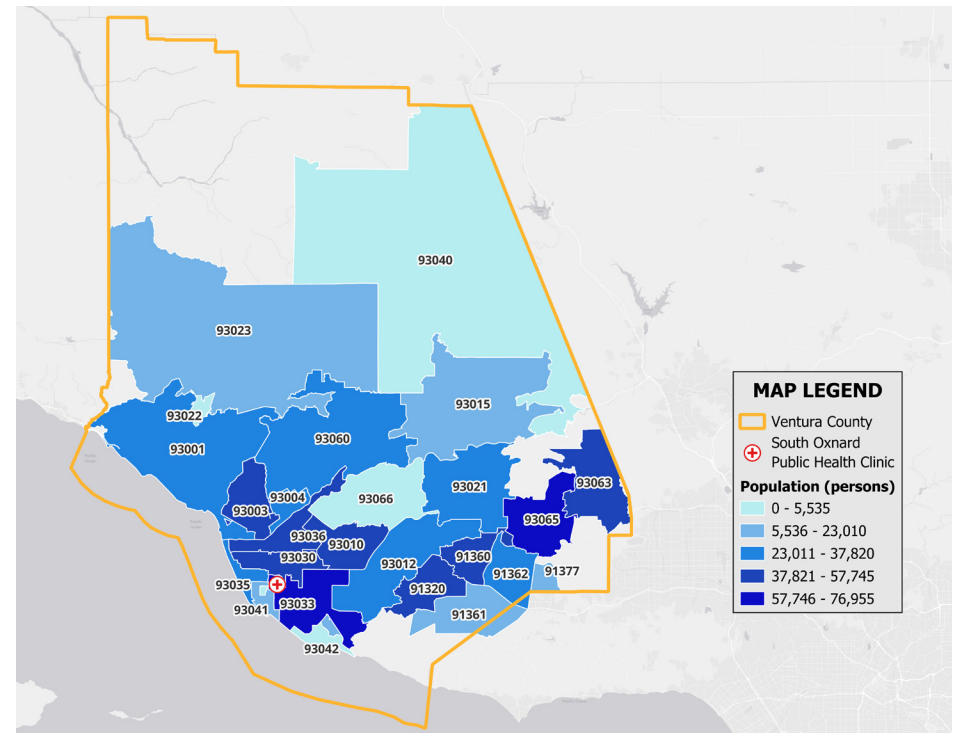 93040
93023
93015
93022
93001
93060
93021
93063
93066
93004
93003
93065
93036
93010
93030
93360
93012
91362
91377
93035
91320
93033
93041
91361
93042
MAP LEGEND
Ventura County
South Oxnard
Public Health Clinic
Population (persons)
0 - 5,535
5,536 - 23,010
23,011 - 37,820
37,821 - 57,745
57,746 - 76,955